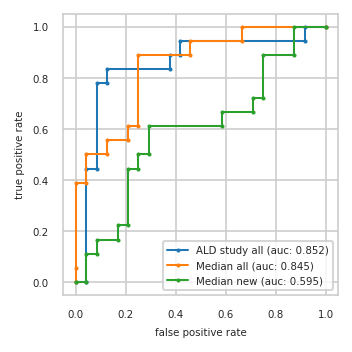 1.0
0.8
0.6
0.4
0.2
0.0
true positive rate
ALD study all (auc: 0.852)
Median all (auc: 0.845)
Median new (auc: 0.595)
0.0 0.2 0.4 0.6 0.8 1.0
false positive rate